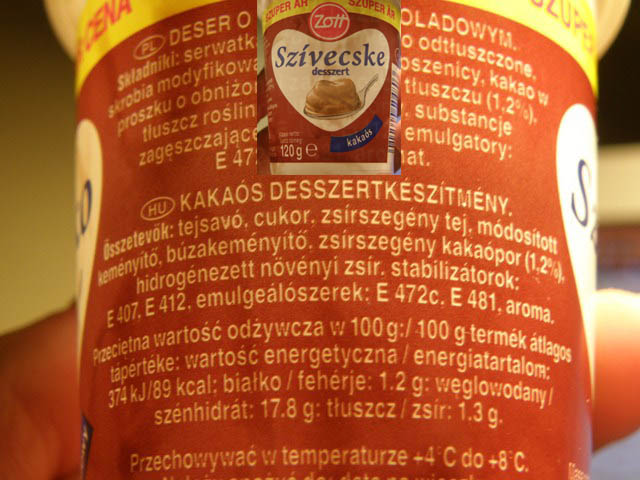 CENA
SZUPER ÁR
SZUPER ÁR
SZUPER
Zott
Szívecske
desszert
kakaós
120 g e
PL DESER O OLADOWYM.
Składniki: serwatk o odtłuszczone,
skrobia modyfikowa pszenicy, kakao w
proszku o obniżo tłuszczu (1,2%),
tłuszcz roślin substancje
zagęszczając emulgatory:
E 47 at.
HU KAKAÓS DESSZERTKÉSZÍTMÉNY.
Összetevők: tejsavó, cukor, zsírszegény tej, módosított
keményítő, búzakeményítő, zsírszegény kakaópor (1,2%),
hidrogénezett növényi zsír, stabilizátorok:
E 407, E 412, emulgeálószerek: E 472c, E 481, aroma.
Przeciętna wartość odżywcza w 100 g:/ 100 g termék átlagos
tápértéke: wartość energetyczna / energiatartalom:
374 kJ/89 kcal: białko / fehérje: 1.2 g: węglowodany /
szénhidrát: 17.8 g: tłuszcz / zsír: 1.3 g.
Przechowywać w temperaturze +4°C do +8°C.